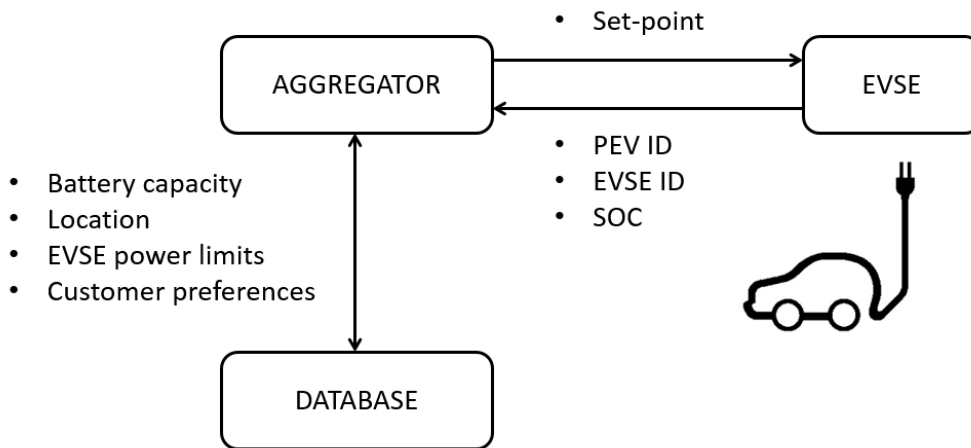 • Set-point
AGGREGATOR
EVSE
• PEV ID
• EVSE ID
• SOC
• Battery capacity
• Location
• EVSE power limits
• Customer preferences
DATABASE